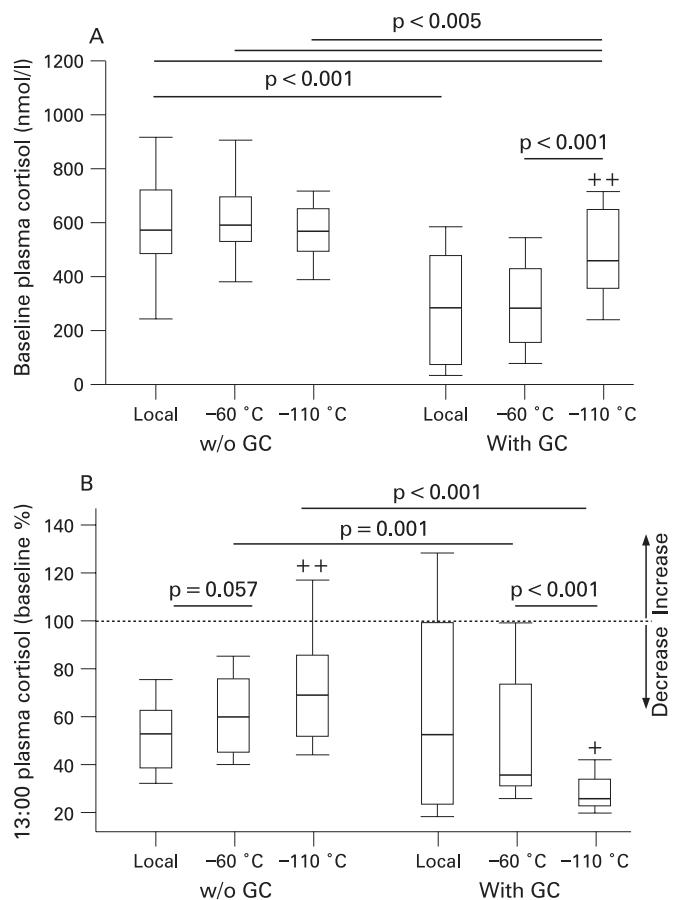 A
p < 0.005
1200
p < 0.001
1000
p < 0.001
800
++
600
400
200
0
Baseline plasma cortisol (nmol/l)
Local −60 °C −110 °C Local −60 °C −110 °C
w/o GC With GC
B
p < 0.001
140
p = 0.001
120
++
p = 0.057
p < 0.001
100
80
60
40
+
20
13:00 plasma cortisol (baseline %)
Decrease Increase
Local −60 °C −110 °C Local −60 °C −110 °C
w/o GC With GC